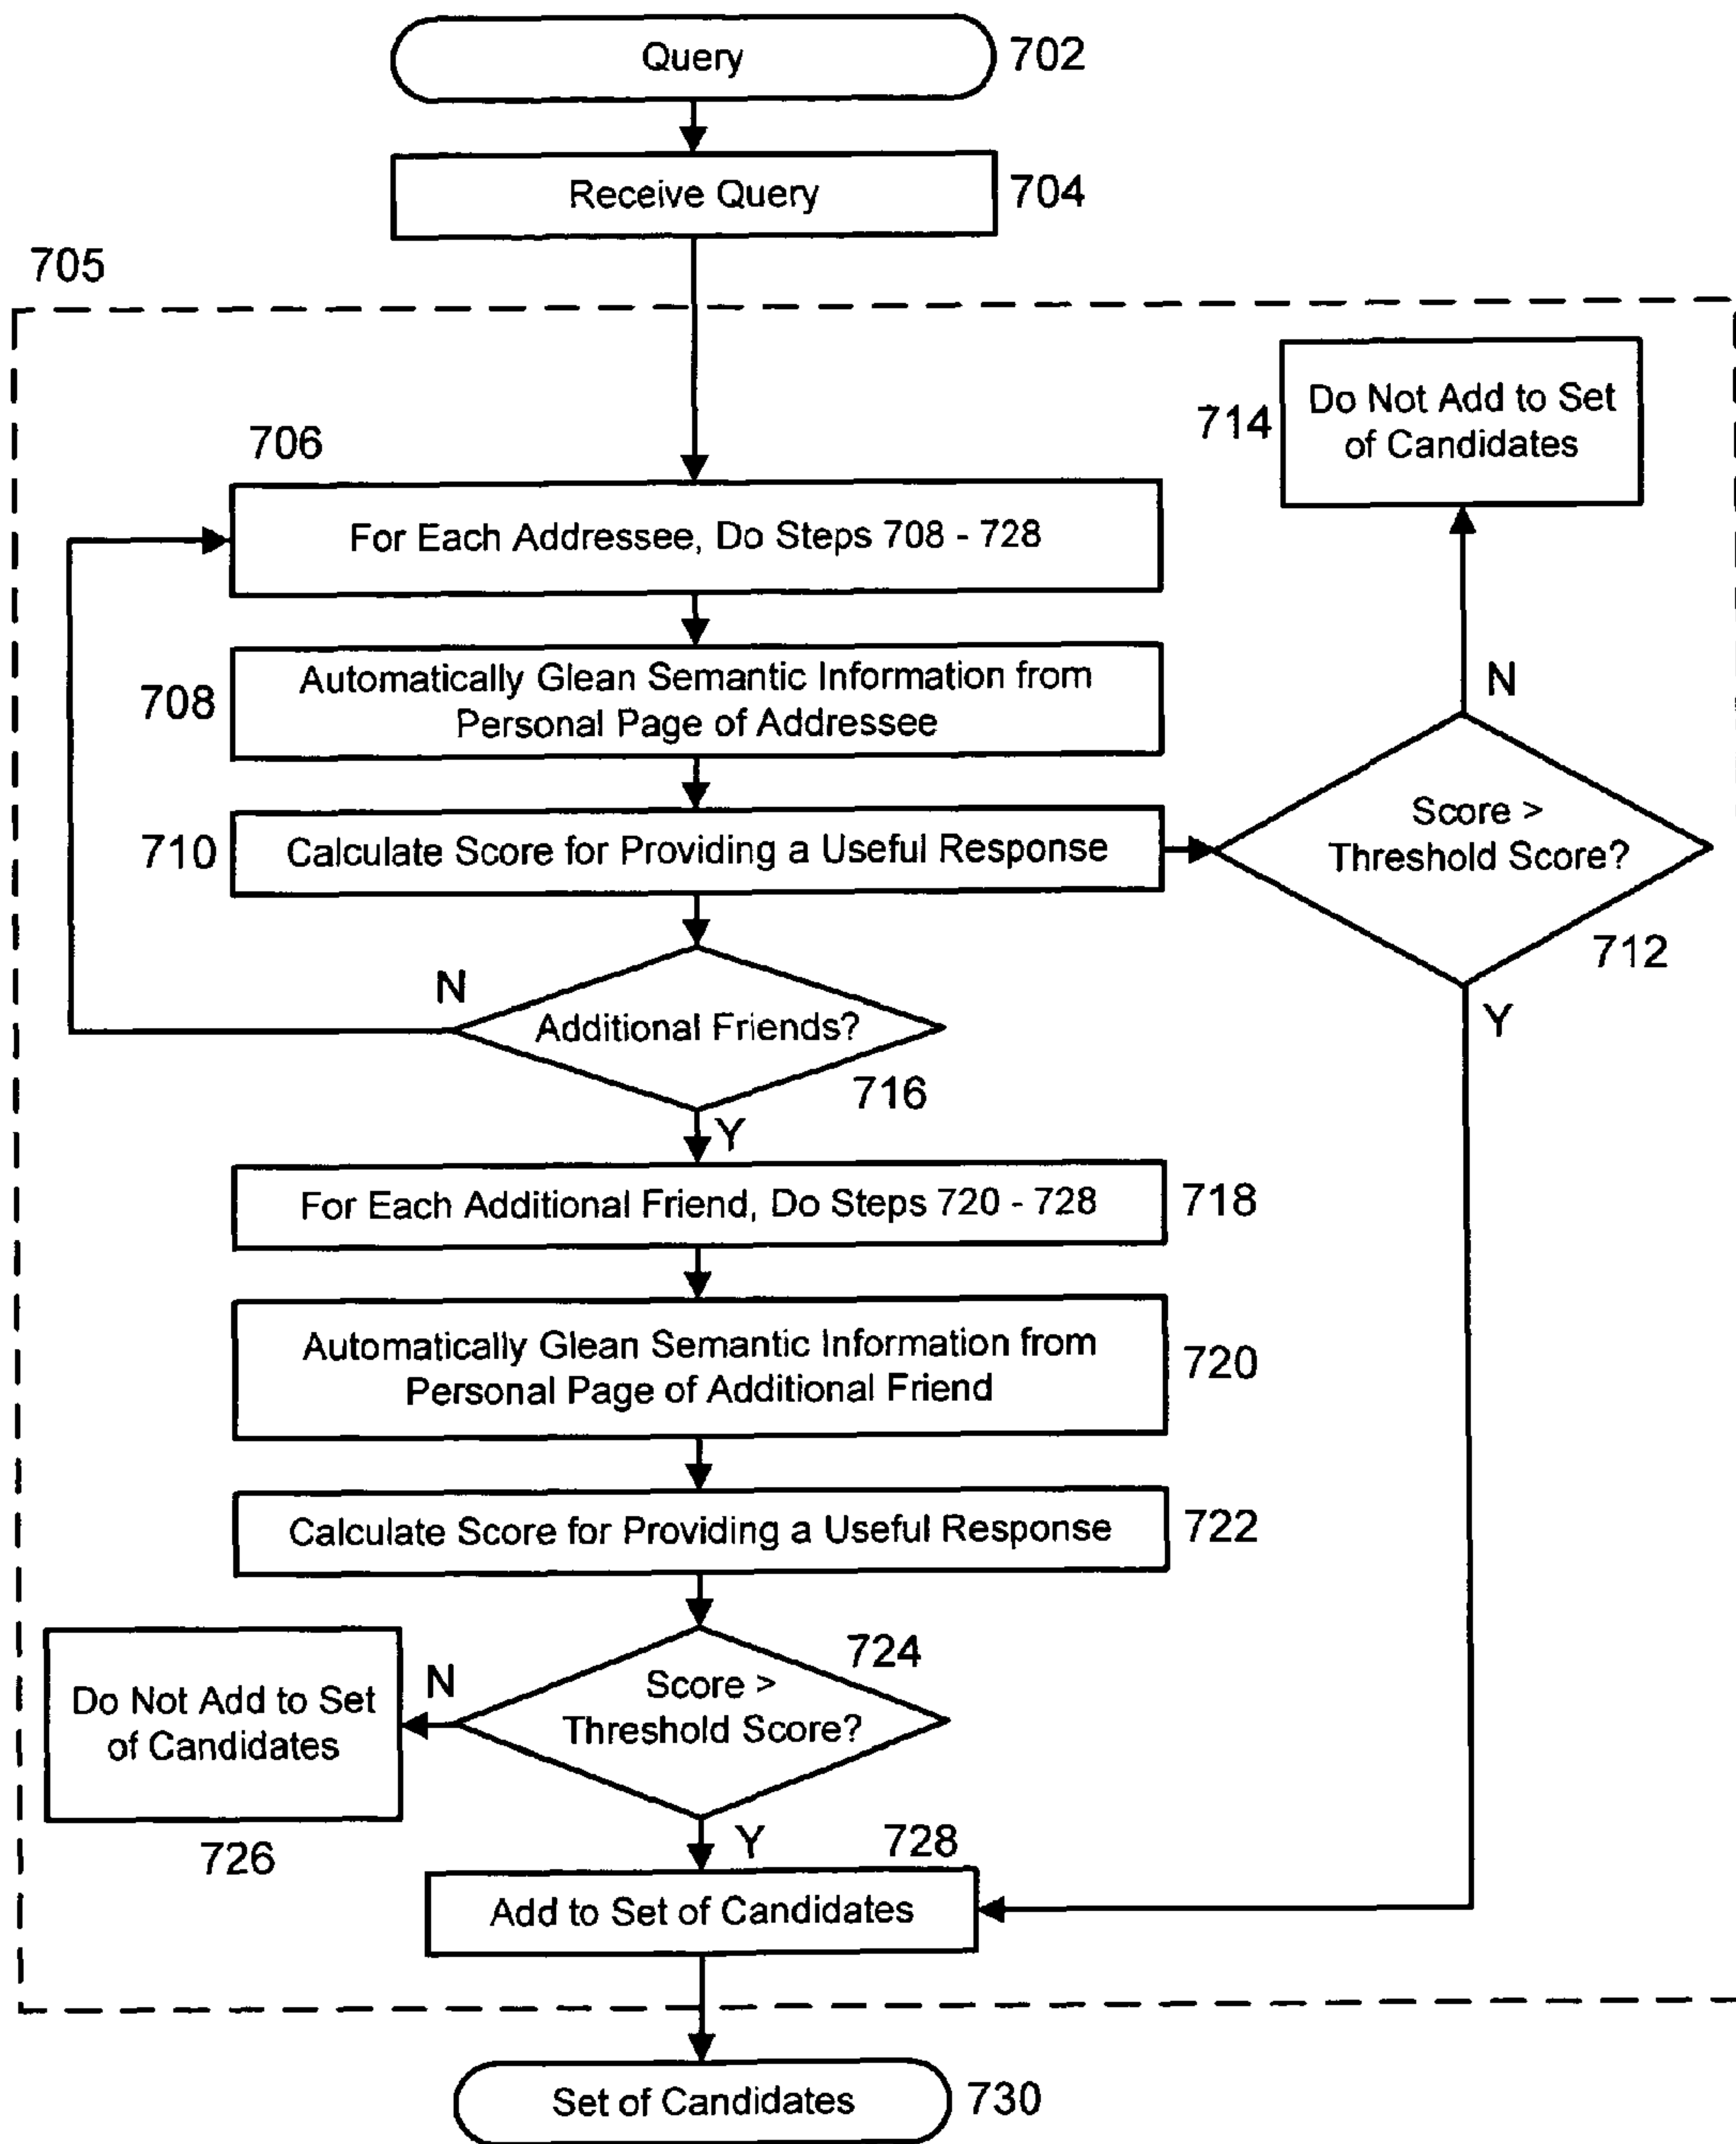 Query
702
Receive Query
704
705
Do Not Add to Set
of Candidates
714
706
For Each Addressee, Do Steps 708 - 728
Automatically Glean Semantic Information from
Personal Page of Addressee
708
N
Calculate Score for Providing a Useful Response
710
Score >
Threshold Score?
712
N
Additional Friends?
Y
716
Y
For Each Additional Friend, Do Steps 720 - 728
718
Automatically Glean Semantic Information from
Personal Page of Additional Friend
720
Calculate Score for Providing a Useful Response
722
724
Score >
Threshold Score?
N
Do Not Add to Set
of Candidates
726
Y
728
Add to Set of Candidates
Set of Candidates
730